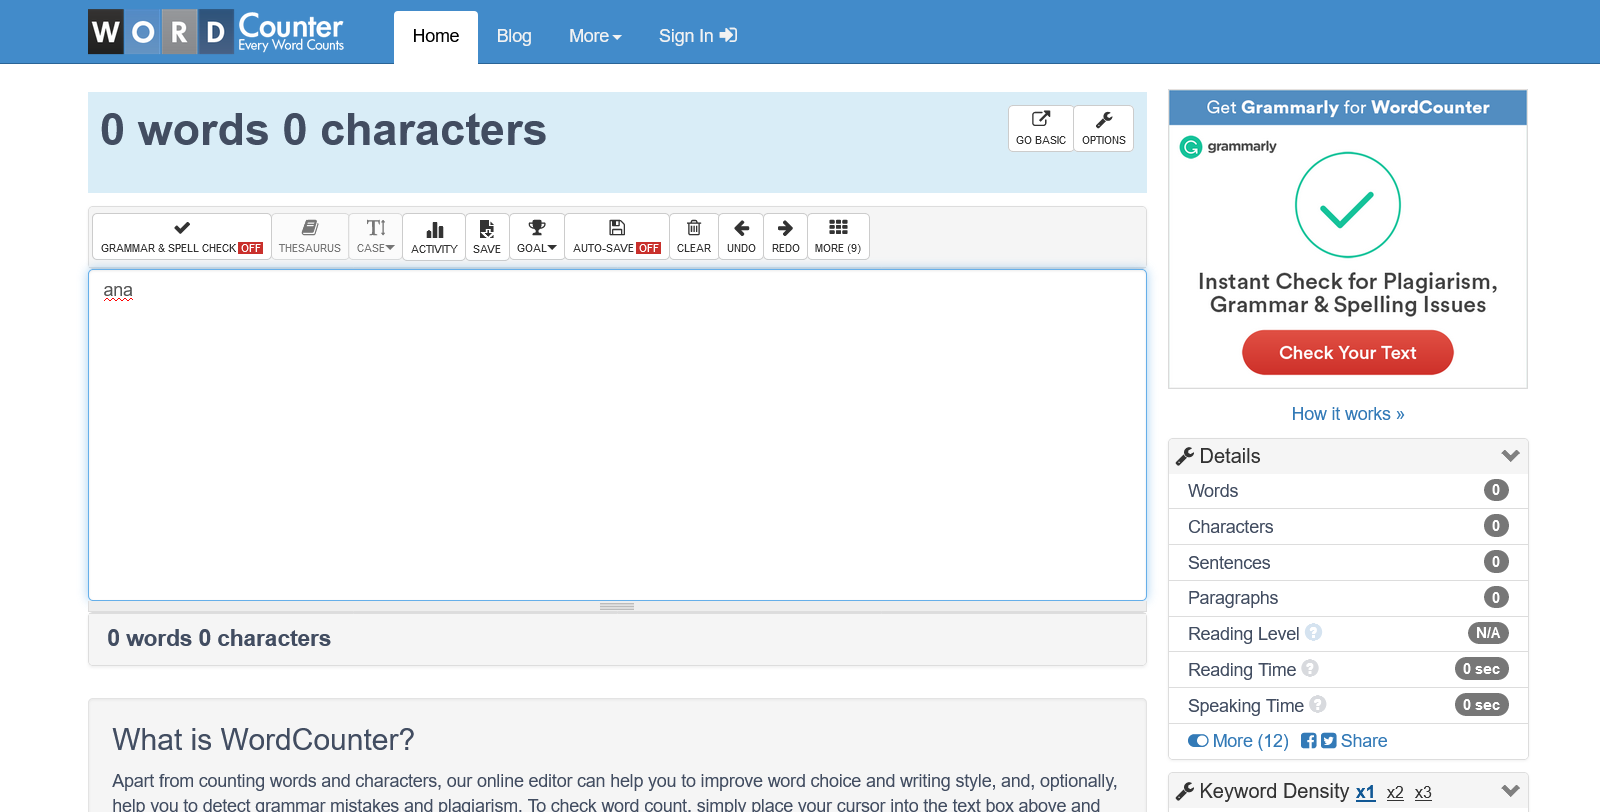 WORD Counter
Every Word Counts
Home
Blog
More
Sign In
0 words 0 characters
GO BASIC
OPTIONS
GRAMMAR & SPELL CHECK OFF
THESAURUS
CASE
ACTIVITY
SAVE
GOAL
AUTO-SAVE OFF
CLEAR
UNDO
REDO
MORE (9)
ana
0 words 0 characters
What is WordCounter?
Apart from counting words and characters, our online editor can help you to improve word choice and writing style, and, optionally,
help you to detect grammar mistakes and plagiarism. To check word count, simply place your cursor into the text box above and
Get Grammarly for WordCounter
grammarly
Instant Check for Plagiarism,
Grammar & Spelling Issues
Check Your Text
How it works »
Details
Words 0
Characters 0
Sentences 0
Paragraphs 0
Reading Level ? N/A
Reading Time ? 0 sec
Speaking Time ? 0 sec
More (12) Share
Keyword Density x1 x2 x3